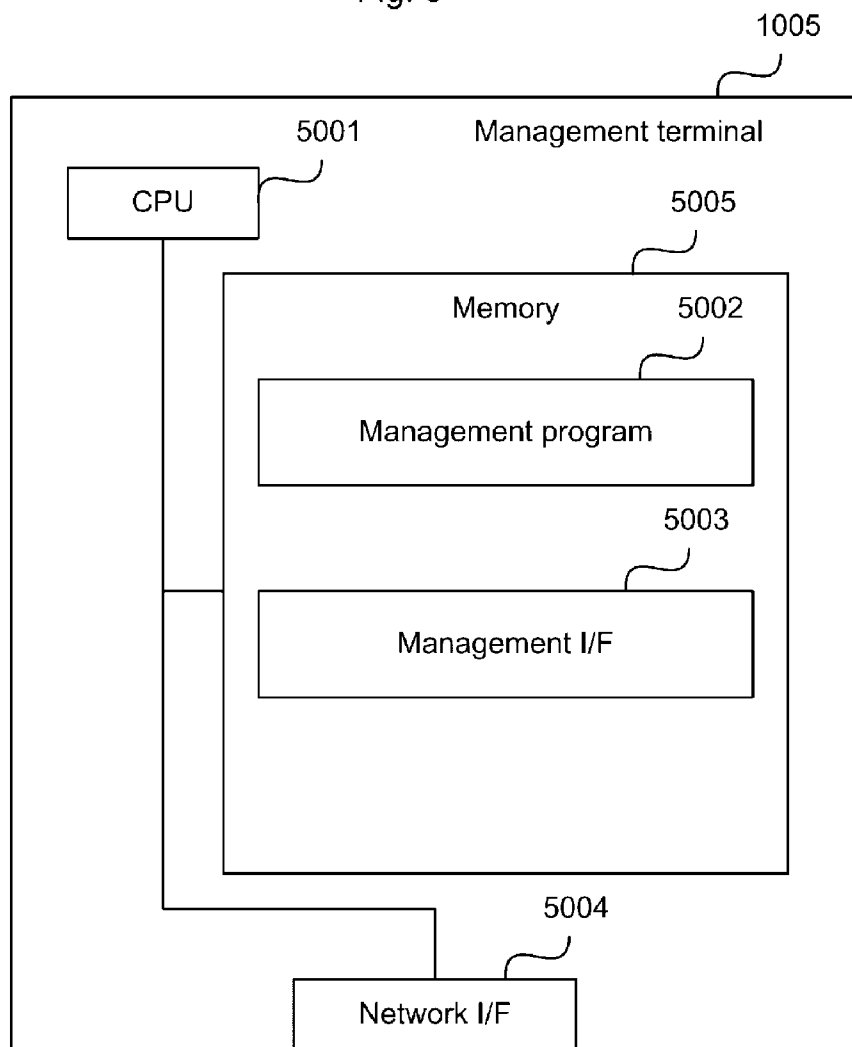 1005
Management terminal
5001
CPU
5005
Memory
5002
Management program
5003
Management I/F
5004
Network I/F